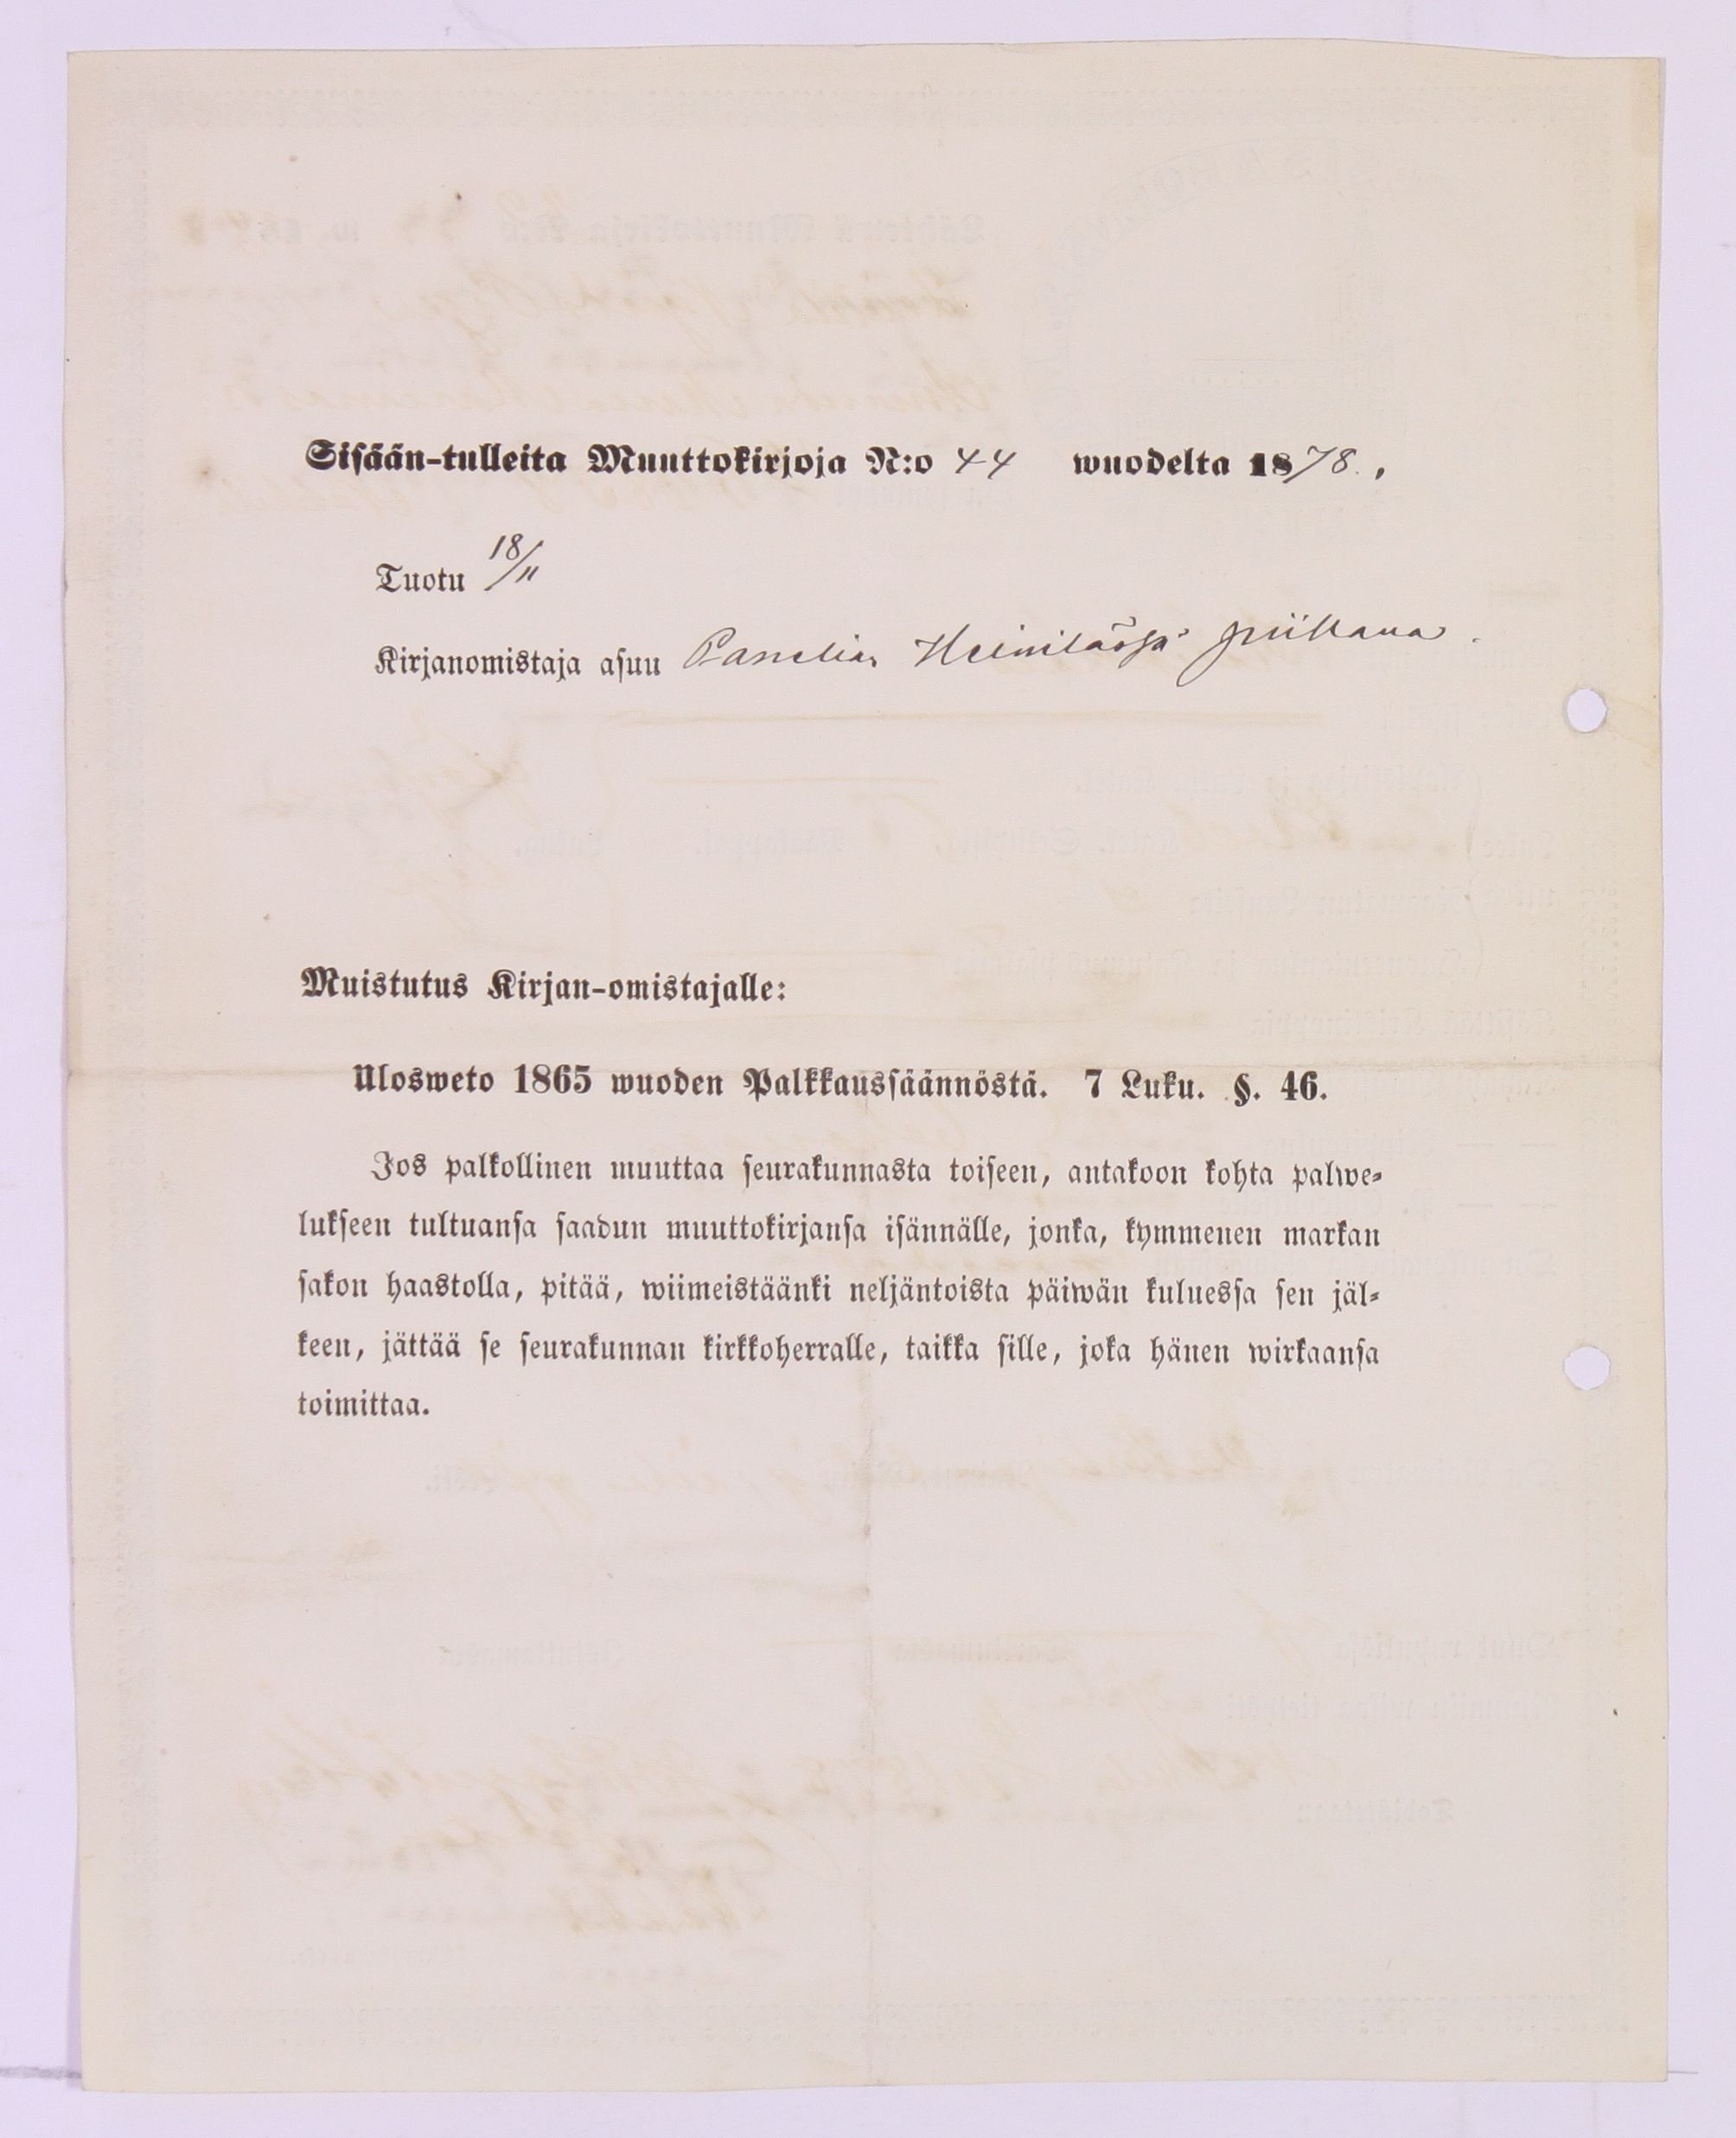 Sisään-tulleita Muuttokirjoja N:o 44 wuodelta 1878.,
Tuotu 18/11
Kirjanomistaja asuu Panelian Heinilässä piikana.
Muistutus Kirjan-omistajalle:
Ulosweto 1865 wuoden Palkkaussäännöstä. 7 Luku. §. 46.
Jos palkollinen muuttaa seurakunnasta toiseen, antakoon kohta palwe-
lukseen tultuansa saadun muuttokirjansa isännälle, jonka, kymmenen markan
sakon haastolla, pitää, wiimeistäänki neljäntoista päiwän kuluessa sen jäl-
keen, jättää se seurakunnan kirkkoherralle, taikka sille, joka hänen wirkaansa
toimittaa.